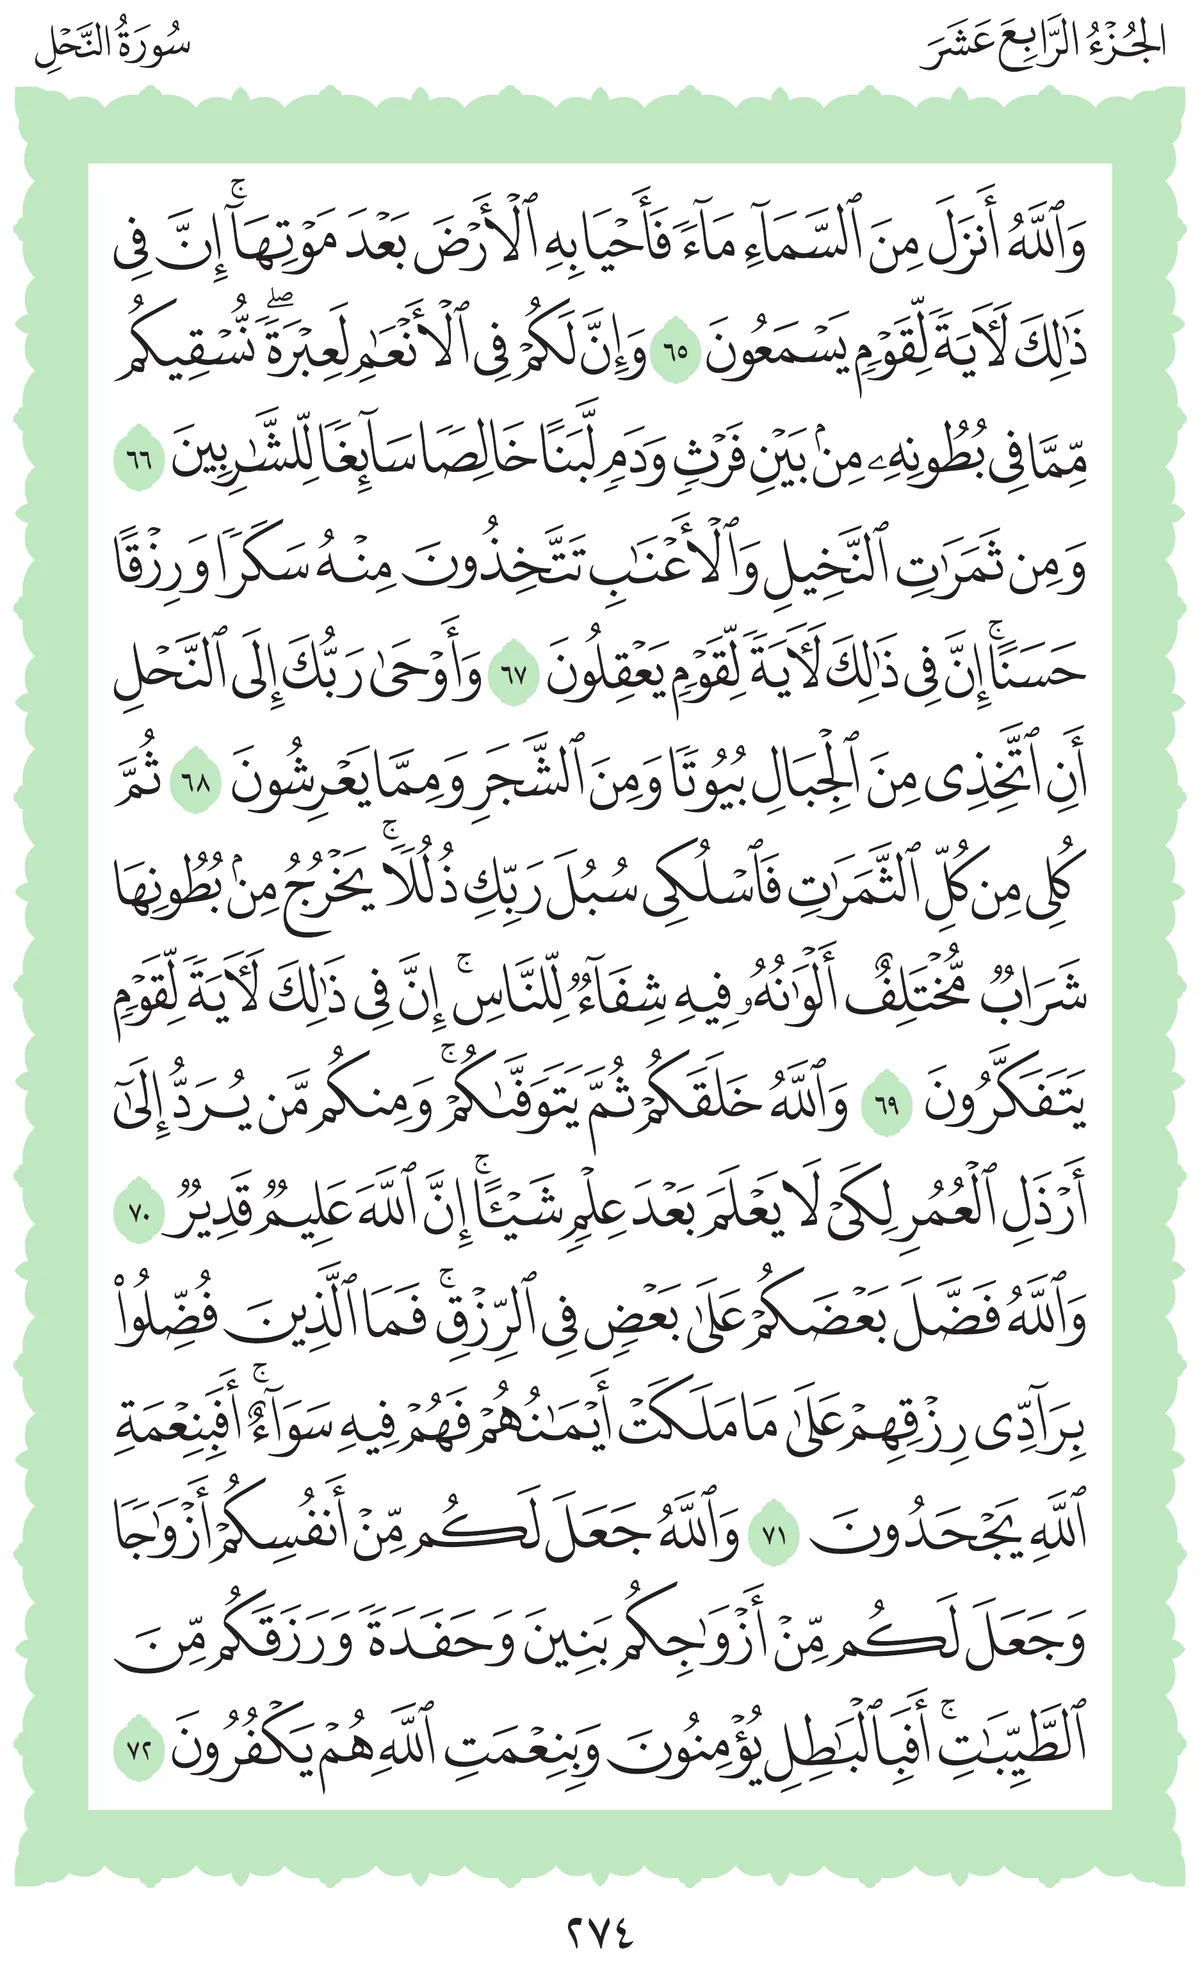 الجُزْءُ الرَّابِعَ عَشَرَ
سُورَةُ النَّحْلِ
وَٱللَّهُ أَنزَلَ مِنَ ٱلسَّمَآءِ مَآءً فَأَحْيَا بِهِ ٱلْأَرْضَ بَعْدَ مَوْتِهَآ ۚ إِنَّ فِى
ذَٰلِكَ لَـَٔايَةً لِّقَوْمٍ يَسْمَعُونَ ٦٥ وَإِنَّ لَكُمْ فِى ٱلْأَنْعَٰمِ لَعِبْرَةً ۖ نُّسْقِيكُم
مِّمَّا فِى بُطُونِهِۦ مِنۢ بَيْنِ فَرْثٍ وَدَمٍ لَّبَنًا خَالِصًا سَآئِغًا لِّلشَّٰرِبِينَ ٦٦
وَمِن ثَمَرَٰتِ ٱلنَّخِيلِ وَٱلْأَعْنَٰبِ تَتَّخِذُونَ مِنْهُ سَكَرًا وَرِزْقًا
حَسَنًا ۚ إِنَّ فِى ذَٰلِكَ لَـَٔايَةً لِّقَوْمٍ يَعْقِلُونَ ٦٧ وَأَوْحَىٰ رَبُّكَ إِلَى ٱلنَّحْلِ
أَنِ ٱتَّخِذِى مِنَ ٱلْجِبَالِ بُيُوتًا وَمِنَ ٱلشَّجَرِ وَمِمَّا يَعْرِشُونَ ٦٨ ثُمَّ
كُلِى مِن كُلِّ ٱلثَّمَرَٰتِ فَٱسْلُكِى سُبُلَ رَبِّكِ ذُلُلًا ۚ يَخْرُجُ مِنۢ بُطُونِهَا
شَرَابٌ مُّخْتَلِفٌ أَلْوَٰنُهُۥ فِيهِ شِفَآءٌ لِّلنَّاسِ ۚ إِنَّ فِى ذَٰلِكَ لَـَٔايَةً لِّقَوْمٍ
يَتَفَكَّرُونَ ٦٩ وَٱللَّهُ خَلَقَكُمْ ثُمَّ يَتَوَفَّىٰكُمْ ۚ وَمِنكُم مَّن يُرَدُّ إِلَىٰٓ
أَرْذَلِ ٱلْعُمُرِ لِكَىْ لَا يَعْلَمَ بَعْدَ عِلْمٍ شَيْـًٔا ۚ إِنَّ ٱللَّهَ عَلِيمٌ قَدِيرٌ ٧٠
وَٱللَّهُ فَضَّلَ بَعْضَكُمْ عَلَىٰ بَعْضٍ فِى ٱلرِّزْقِ ۚ فَمَا ٱلَّذِينَ فُضِّلُوا۟
بِرَآدِّى رِزْقِهِمْ عَلَىٰ مَا مَلَكَتْ أَيْمَٰنُهُمْ فَهُمْ فِيهِ سَوَآءٌ ۚ أَفَبِنِعْمَةِ
ٱللَّهِ يَجْحَدُونَ ٧١ وَٱللَّهُ جَعَلَ لَكُم مِّنْ أَنفُسِكُمْ أَزْوَٰجًا
وَجَعَلَ لَكُم مِّنْ أَزْوَٰجِكُم بَنِينَ وَحَفَدَةً وَرَزَقَكُم مِّنَ
ٱلطَّيِّبَٰتِ ۚ أَفَبِٱلْبَٰطِلِ يُؤْمِنُونَ وَبِنِعْمَتِ ٱللَّهِ هُمْ يَكْفُرُونَ ٧٢
٢٧٤